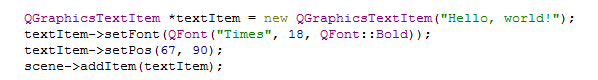 QGraphicsTextItem *textItem = new QGraphicsTextItem("Hello, world!");
textItem->setFont(QFont("Times", 18, QFont::Bold));
textItem->setPos(67, 90);
scene->addItem(textItem);